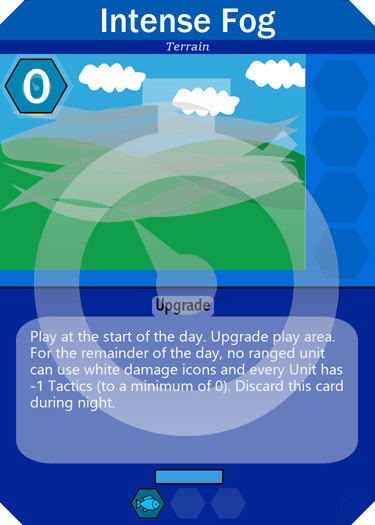 Intense Fog
Terrain
0
Upgrade
Play at the start of the day. Upgrade play area.
For the remainder of the day, no ranged unit
can use white damage icons and every Unit has
-1 Tactics (to a minimum of 0). Discard this card
during night.